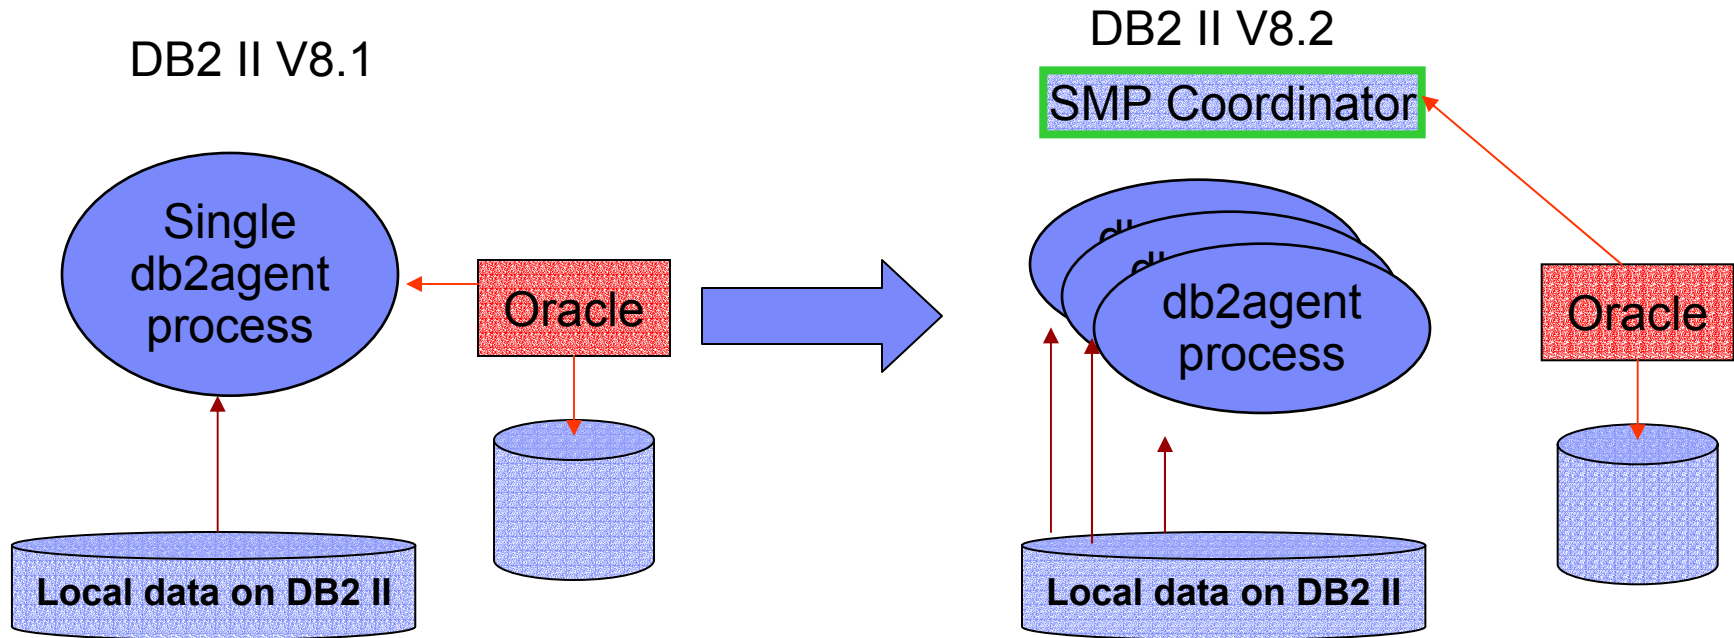 DB2 II V8.1
Single
db2agent
process
Oracle
Local data on DB2 II
DB2 II V8.2
SMP Coordinator
db2agent
process
Oracle
Local data on DB2 II